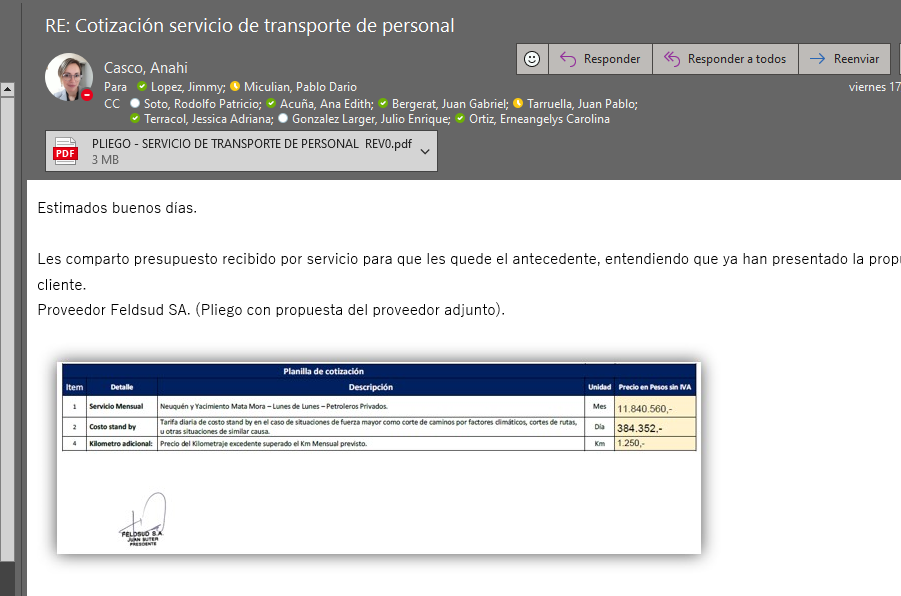 RE: Cotización servicio de transporte de personal
Casco, Anahi
Responder
Responder a todos
Reenviar
Para Lopez, Jimmy; Miculian, Pablo Dario
viernes 17
CC Soto, Rodolfo Patricio; Acuña, Ana Edith; Bergerat, Juan Gabriel; Tarruella, Juan Pablo;
Terracol, Jessica Adriana; Gonzalez Larger, Julio Enrique; Ortiz, Erneangelys Carolina
PDF
PLIEGO - SERVICIO DE TRANSPORTE DE PERSONAL REV0.pdf
3 MB
Estimados buenos días.
Les comparto presupuesto recibido por servicio para que les quede el antecedente, entendiendo que ya han presentado la prop
cliente.
Proveedor Feldsud SA. (Pliego con propuesta del proveedor adjunto).
Planilla de cotización
Item Detalle Descripción Unidad Precio en Pesos sin IVA
1 Servicio Mensual Neuquén y Yacimiento Mata Mora – Lunes de Lunes – Petroleros Privados. Mes 11.840.560,-
2 Costo stand by Tarifa diaria de costo stand by en el caso de situaciones de fuerza mayor como corte de caminos por factores climáticos, cortes de rutas, Día 384.352,-
u otras situaciones de similar causa.
4 Kilometro adicional: Precio del Kilometraje excedente superado el Km Mensual previsto. Km 1.250,-
FELDSUD S.A.
JUAN SUTER
PRESIDENTE